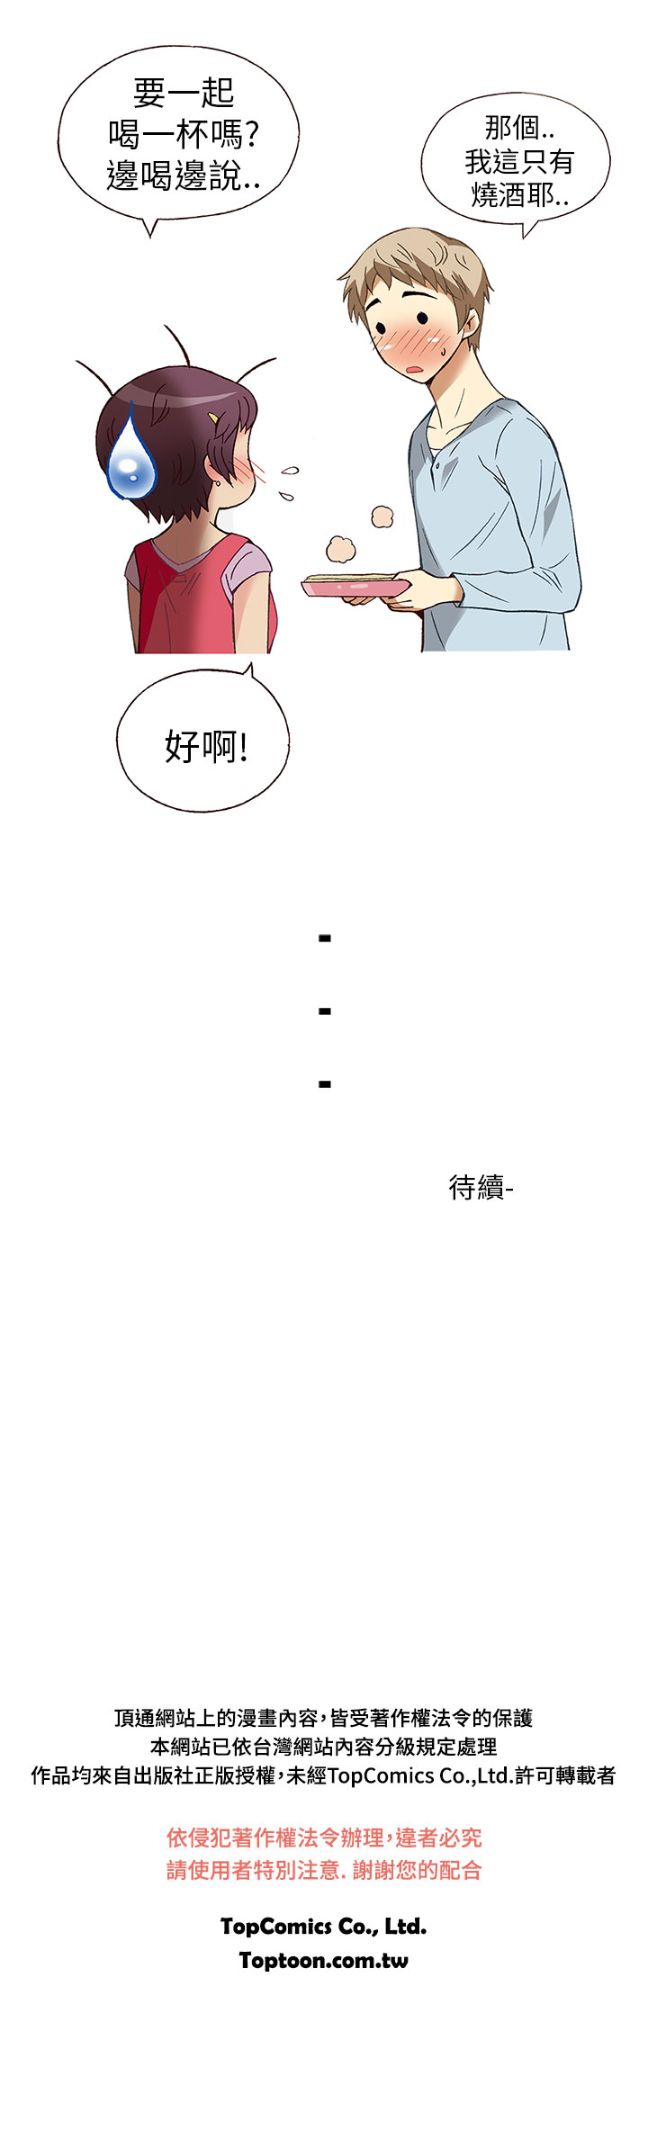 要一起
喝一杯嗎?
邊喝邊說..
那個..
我這只有
燒酒耶..
好啊!
待續-
頂通網站上的漫畫內容,皆受著作權法令的保護
本網站已依台灣網站內容分級規定處理
作品均來自出版社正版授權,未經TopComics Co.,Ltd.許可轉載者
依侵犯著作權法令辦理,違者必究
請使用者特別注意. 謝謝您的配合
TopComics Co., Ltd.
Toptoon.com.tw